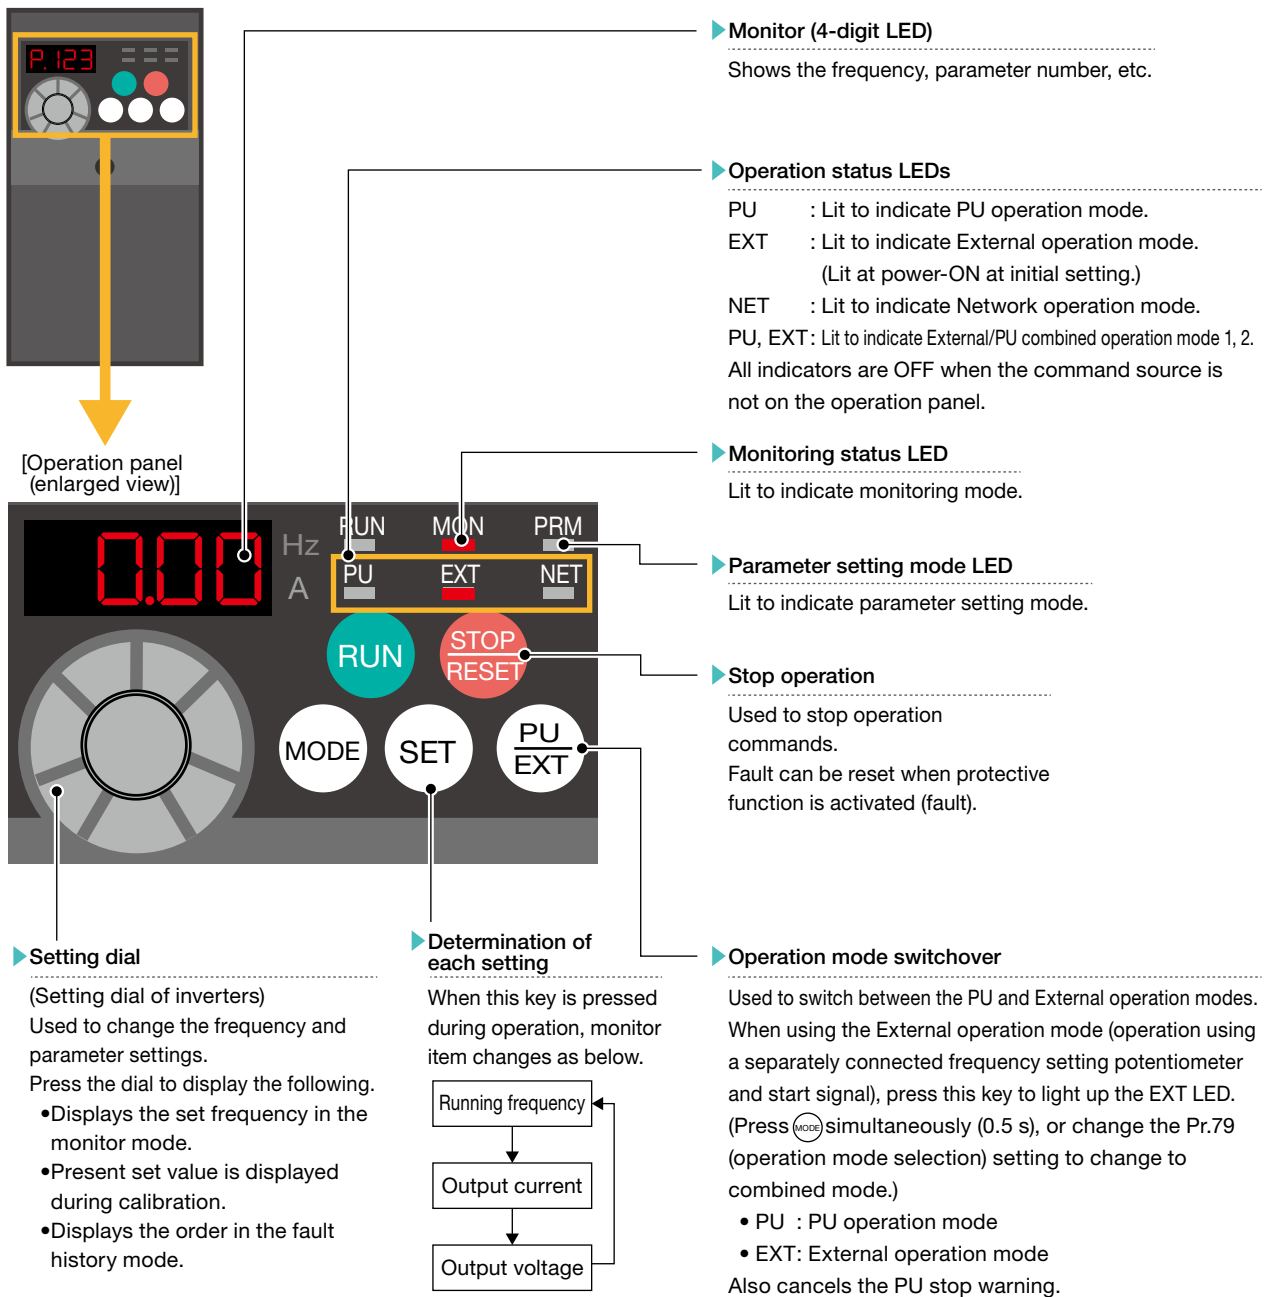 P.123
[Operation panel
(enlarged view)]
Monitor (4-digit LED)
Shows the frequency, parameter number, etc.
Operation status LEDs
PU : Lit to indicate PU operation mode.
EXT : Lit to indicate External operation mode.
(Lit at power-ON at initial setting.)
NET : Lit to indicate Network operation mode.
PU, EXT : Lit to indicate External/PU combined operation mode 1, 2.
All indicators are OFF when the command source is
not on the operation panel.
Monitoring status LED
Lit to indicate monitoring mode.
Parameter setting mode LED
Lit to indicate parameter setting mode.
Stop operation
Used to stop operation
commands.
Fault can be reset when protective
function is activated (fault).
0.00
Hz
A
RUN MON PRM
PU EXT NET
RUN
STOP
RESET
MODE
SET
PU
EXT
Setting dial
(Setting dial of inverters)
Used to change the frequency and
parameter settings.
Press the dial to display the following.
•Displays the set frequency in the
monitor mode.
•Present set value is displayed
during calibration.
•Displays the order in the fault
history mode.
Determination of
each setting
When this key is pressed
during operation, monitor
item changes as below.
Running frequency
Output current
Output voltage
Operation mode switchover
Used to switch between the PU and External operation modes.
When using the External operation mode (operation using
a separately connected frequency setting potentiometer
and start signal), press this key to light up the EXT LED.
(Press MODE simultaneously (0.5 s), or change the Pr.79
(operation mode selection) setting to change to
combined mode.)
• PU : PU operation mode
• EXT: External operation mode
Also cancels the PU stop warning.